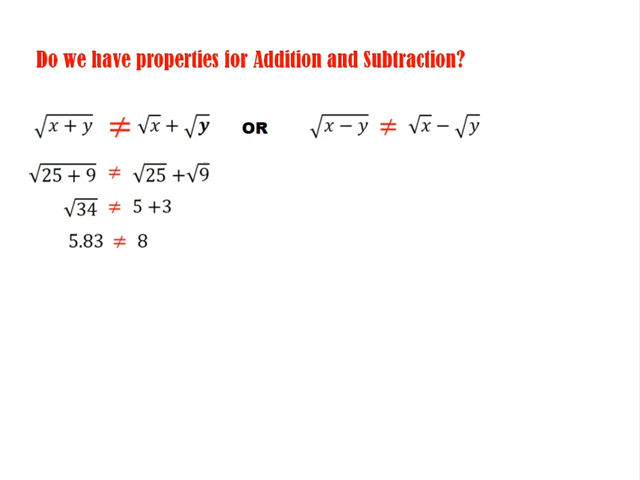 Do we have properties for Addition and Subtraction?
√(x + y) ≠ √x + √y OR √(x − y) ≠ √x − √y
√(25 + 9) ≠ √25 + √9
√34 ≠ 5 + 3
5.83 ≠ 8